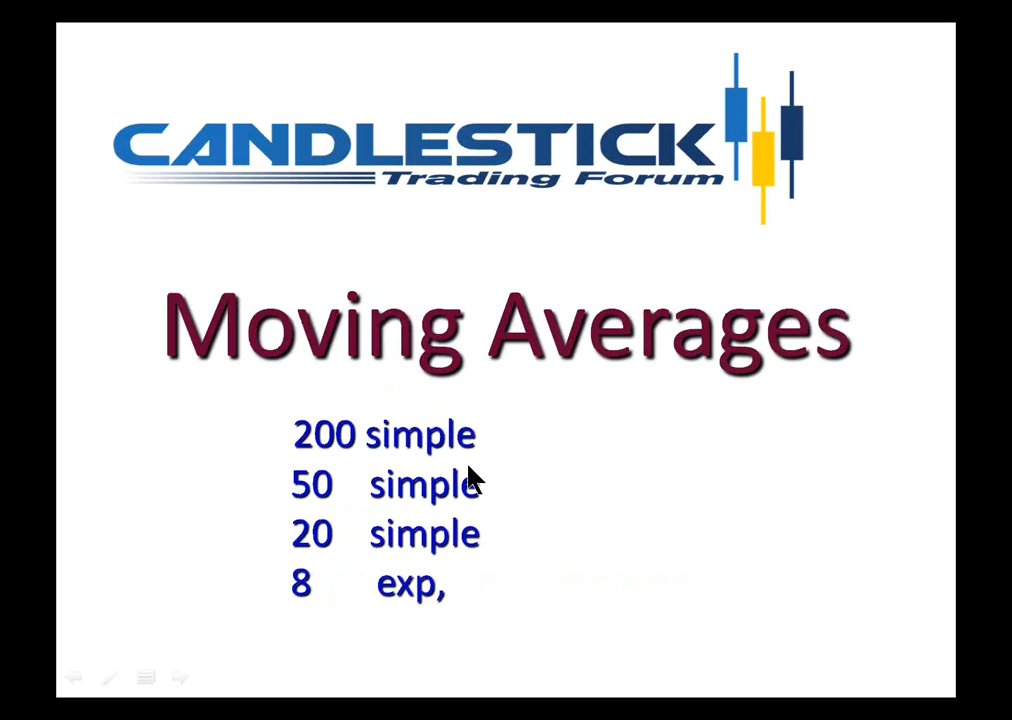 CANDLESTICK
Trading Forum
Moving Averages
200 simple
50 simple
20 simple
8 exp,